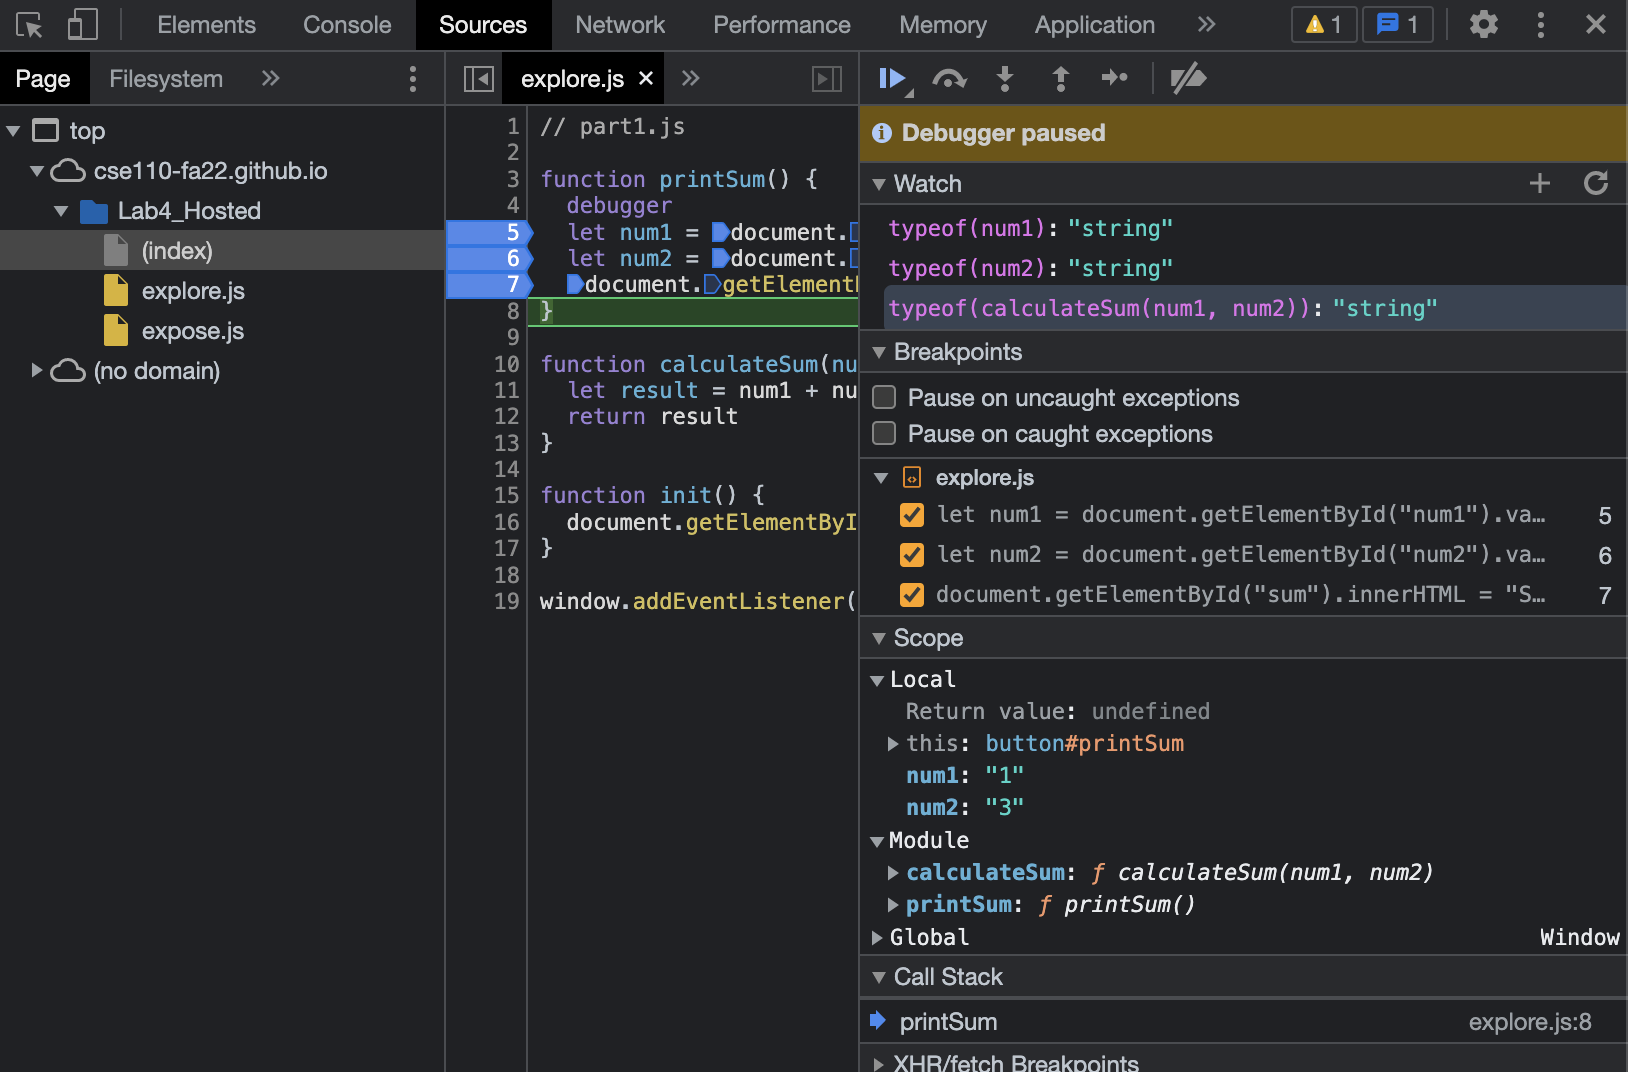 Elements Console Sources Network Performance Memory Application 1 1
Page Filesystem
explore.js
top
cse110-fa22.github.io
Lab4_Hosted
(index)
explore.js
expose.js
(no domain)
1 // part1.js
2
3 function printSum() {
4 debugger
5 let num1 = document.
6 let num2 = document.
7 document. getElement
8 }
9
10 function calculateSum(nu
11 let result = num1 + nu
12 return result
13 }
14
15 function init() {
16 document.getElementByI
17 }
18
19 window.addEventListener(
Debugger paused
Watch
typeof(num1): "string"
typeof(num2): "string"
typeof(calculateSum(num1, num2)): "string"
Breakpoints
Pause on uncaught exceptions
Pause on caught exceptions
explore.js
let num1 = document.getElementById("num1").va… 5
let num2 = document.getElementById("num2").va… 6
document.getElementById("sum").innerHTML = "S… 7
Scope
Local
Return value: undefined
this: button#printSum
num1: "1"
num2: "3"
Module
calculateSum: ƒ calculateSum(num1, num2)
printSum: ƒ printSum()
Global Window
Call Stack
printSum explore.js:8
XHR/fetch Breakpoints